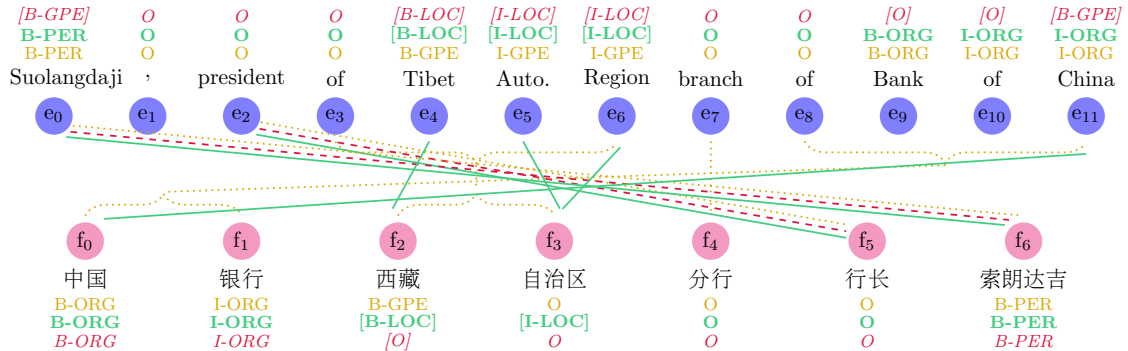 [B-GPE] O O O [B-LOC] [I-LOC] [I-LOC] O O [O] [O] [B-GPE]
B-PER O O O [B-LOC] [I-LOC] [I-LOC] O O B-ORG I-ORG I-ORG
B-PER O O O B-GPE I-GPE I-GPE O O B-ORG I-ORG I-ORG
Suolangdaji , president of Tibet Auto. Region branch of Bank of China
e0 e1 e2 e3 e4 e5 e6 e7 e8 e9 e10 e11
f0 f1 f2 f3 f4 f5 f6
中国 银行 西藏 自治区 分行 行长 索朗达吉
B-ORG I-ORG B-GPE O O O B-PER
B-ORG I-ORG [B-LOC] [I-LOC] O O B-PER
B-ORG I-ORG [O] O O O B-PER